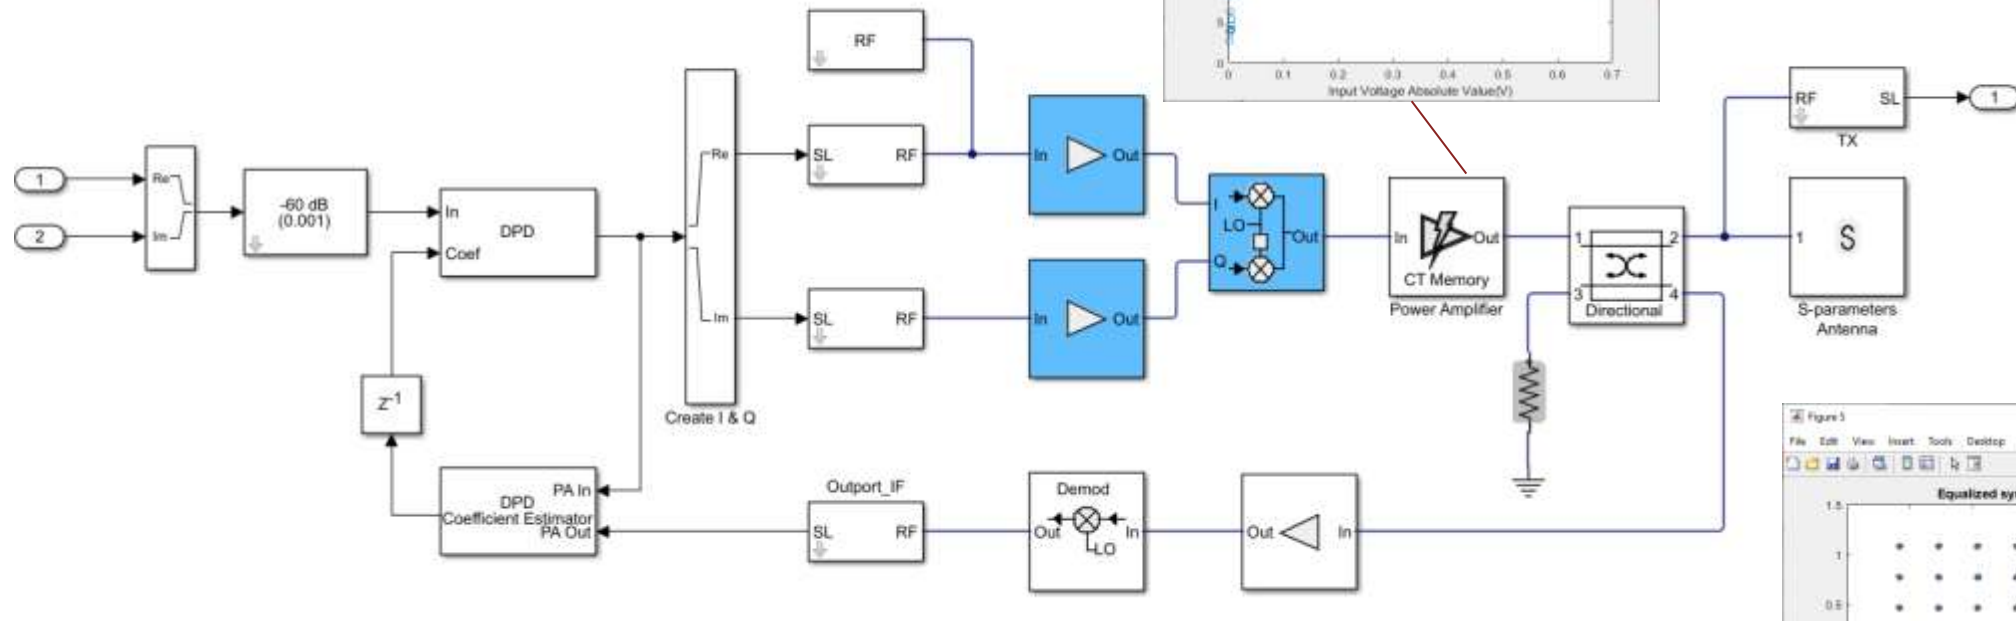 5
0
0 0.1 0.2 0.3 0.4 0.5 0.6 0.7
Input Voltage Absolute Value(V)
RF
RF SL
1
TX
1
2
Re
Im
-60 dB
(0.001)
In
Coef
DPD
Re
Im
Create I & Q
SL RF
SL RF
In Out
In Out
I
LO
Q
Out
In Out
CT Memory
Power Amplifier
1 2
3 4
Directional
1 S
S-parameters
Antenna
Z-1
PA In
DPD
Coefficient Estimator
PA Out
Outport_IF
SL RF
Demod
Out In
LO
Out In
Figure 5
File Edit View Insert Tools Desktop
Equalized sy
1.5
1
0.5